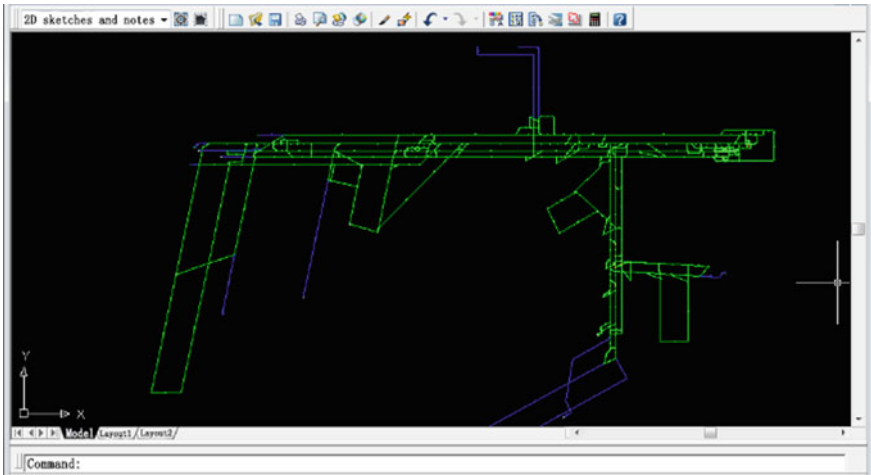 2D sketches and notes
Y
X
Model Layout1 Layout2
Command: